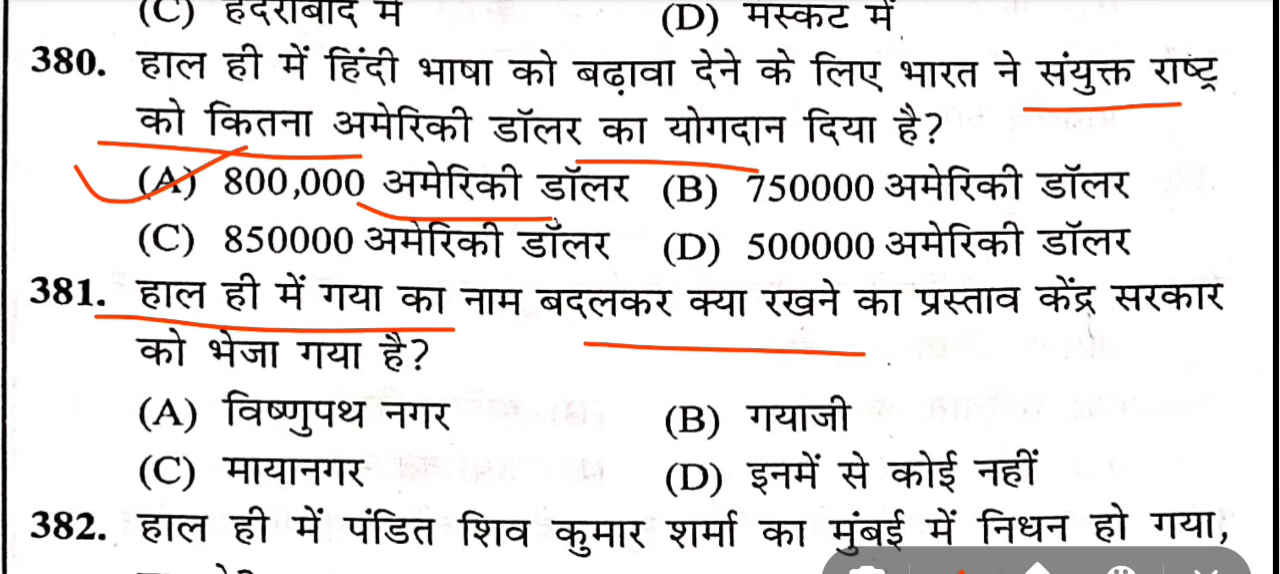 (C) हैदराबाद में (D) मस्कट में
380. हाल ही में हिंदी भाषा को बढ़ावा देने के लिए भारत ने संयुक्त राष्ट्र
को कितना अमेरिकी डॉलर का योगदान दिया है?
(A) 800,000 अमेरिकी डॉलर (B) 750000 अमेरिकी डॉलर
(C) 850000 अमेरिकी डॉलर (D) 500000 अमेरिकी डॉलर
381. हाल ही में गया का नाम बदलकर क्या रखने का प्रस्ताव केंद्र सरकार
को भेजा गया है?
(A) विष्णुपथ नगर (B) गयाजी
(C) मायानगर (D) इनमें से कोई नहीं
382. हाल ही में पंडित शिव कुमार शर्मा का मुंबई में निधन हो गया,